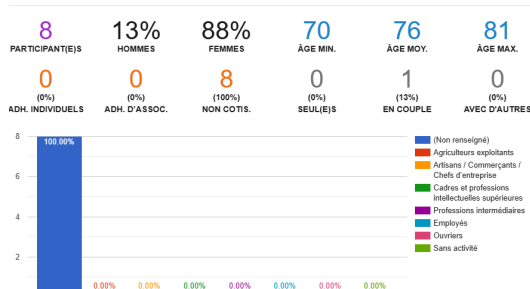 8 13% 88% 70 76 81
PARTICIPANT(E)S HOMMES FEMMES ÂGE MIN. ÂGE MOY. ÂGE MAX.
0 0 8 0 1 0
(0%) (0%) (100%) (0%) (13%) (0%)
ADH. INDIVIDUELS ADH. D'ASSOC. NON COTIS. SEUL(E)S EN COUPLE AVEC D'AUTRES
8
100.00%
6
4
2
0.00% 0.00% 0.00% 0.00% 0.00% 0.00% 0.00%
(Non renseigné)
Agriculteurs exploitants
Artisans / Commerçants /
Chefs d'entreprise
Cadres et professions
intellectuelles supérieures
Professions intermédiaires
Employés
Ouvriers
Sans activité